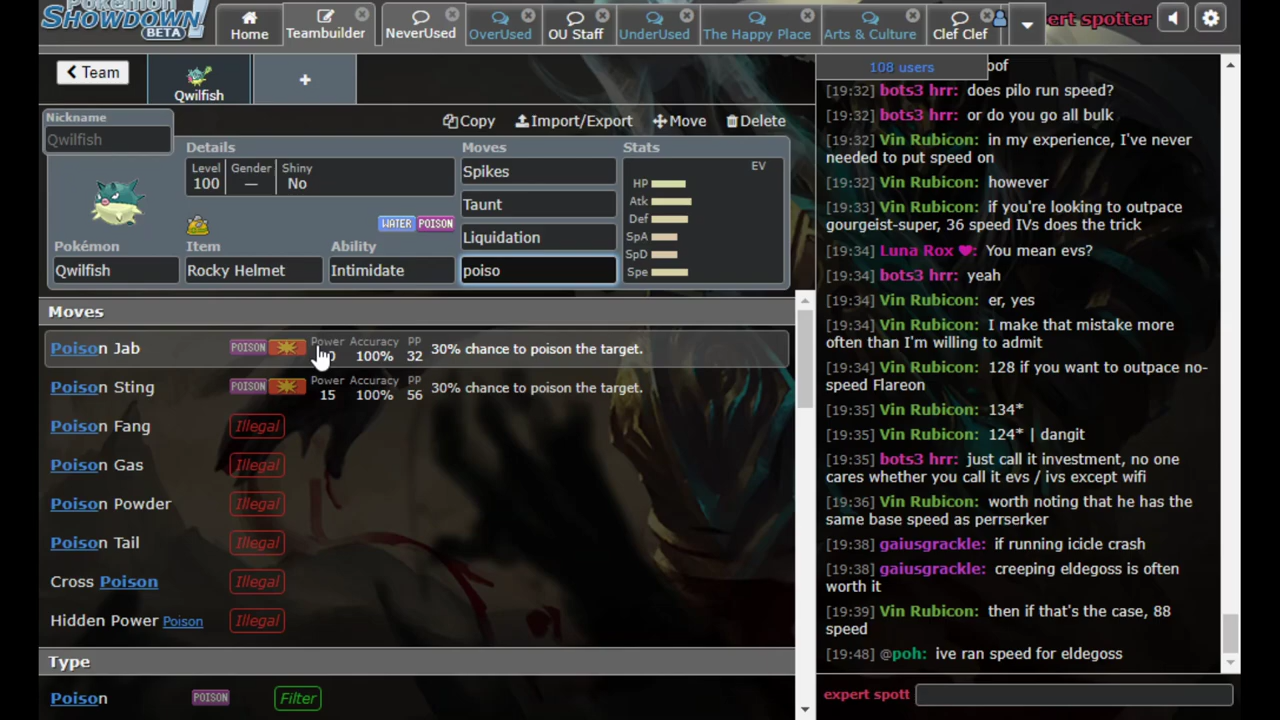 Pokémon
SHOWDOWN!
BETA
Home
Teambuilder
NeverUsed
OverUsed
OU Staff
UnderUsed
The Happy Place
Arts & Culture
Clef Clef
ert spotter
< Team
Qwilfish
+
Nickname
Qwilfish
Copy
Import/Export
Move
Delete
Details
Level
100
Gender
—
Shiny
No
WATER POISON
Pokémon
Qwilfish
Item
Rocky Helmet
Ability
Intimidate
Moves
Spikes
Taunt
Liquidation
poiso
Stats
EV
HP
Atk
Def
SpA
SpD
Spe
Moves
Poison Jab POISON Power Accuracy 100% PP 32 30% chance to poison the target.
Poison Sting POISON Power 15 Accuracy 100% PP 56 30% chance to poison the target.
Poison Fang Illegal
Poison Gas Illegal
Poison Powder Illegal
Poison Tail Illegal
Cross Poison Illegal
Hidden Power Poison Illegal
Type
Poison POISON Filter
108 users
oof
[19:32] bots3 hrr: does pilo run speed?
[19:32] bots3 hrr: or do you go all bulk
[19:32] Vin Rubicon: in my experience, I've never
needed to put speed on
[19:32] Vin Rubicon: however
[19:33] Vin Rubicon: if you're looking to outpace
gourgeist-super, 36 speed IVs does the trick
[19:34] Luna Rox ♥: You mean evs?
[19:34] bots3 hrr: yeah
[19:34] Vin Rubicon: er, yes
[19:34] Vin Rubicon: I make that mistake more
often than I'm willing to admit
[19:34] Vin Rubicon: 128 if you want to outpace no-
speed Flareon
[19:35] Vin Rubicon: 134*
[19:35] Vin Rubicon: 124* | dangit
[19:35] bots3 hrr: just call it investment, no one
cares whether you call it evs / ivs except wifi
[19:36] Vin Rubicon: worth noting that he has the
same base speed as perrserker
[19:38] gaiusgrackle: if running icicle crash
[19:38] gaiusgrackle: creeping eldegoss is often
worth it
[19:39] Vin Rubicon: then if that's the case, 88
speed
[19:48] @poh: ive ran speed for eldegoss
expert spott